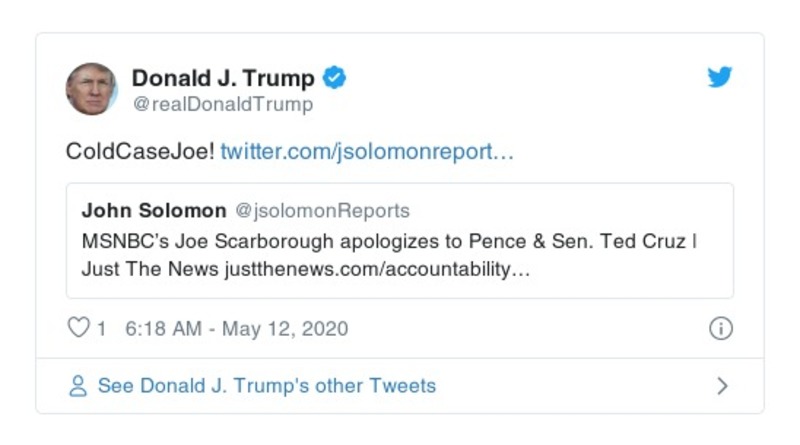 Donald J. Trump
@realDonaldTrump
ColdCaseJoe! twitter.com/jsolomonreport…
John Solomon @jsolomonReports
MSNBC’s Joe Scarborough apologizes to Pence & Sen. Ted Cruz |
Just The News justthenews.com/accountability…
1 6:18 AM - May 12, 2020
See Donald J. Trump's other Tweets